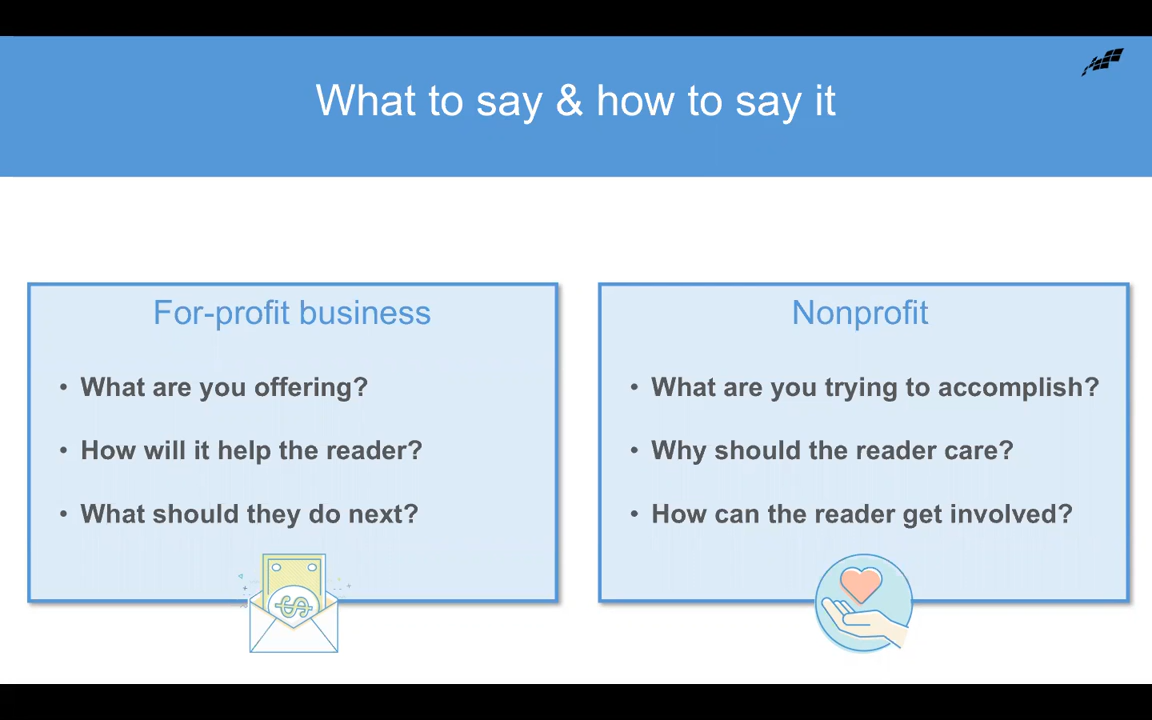 What to say & how to say it
For-profit business
• What are you offering?
• How will it help the reader?
• What should they do next?
$
Nonprofit
• What are you trying to accomplish?
• Why should the reader care?
• How can the reader get involved?